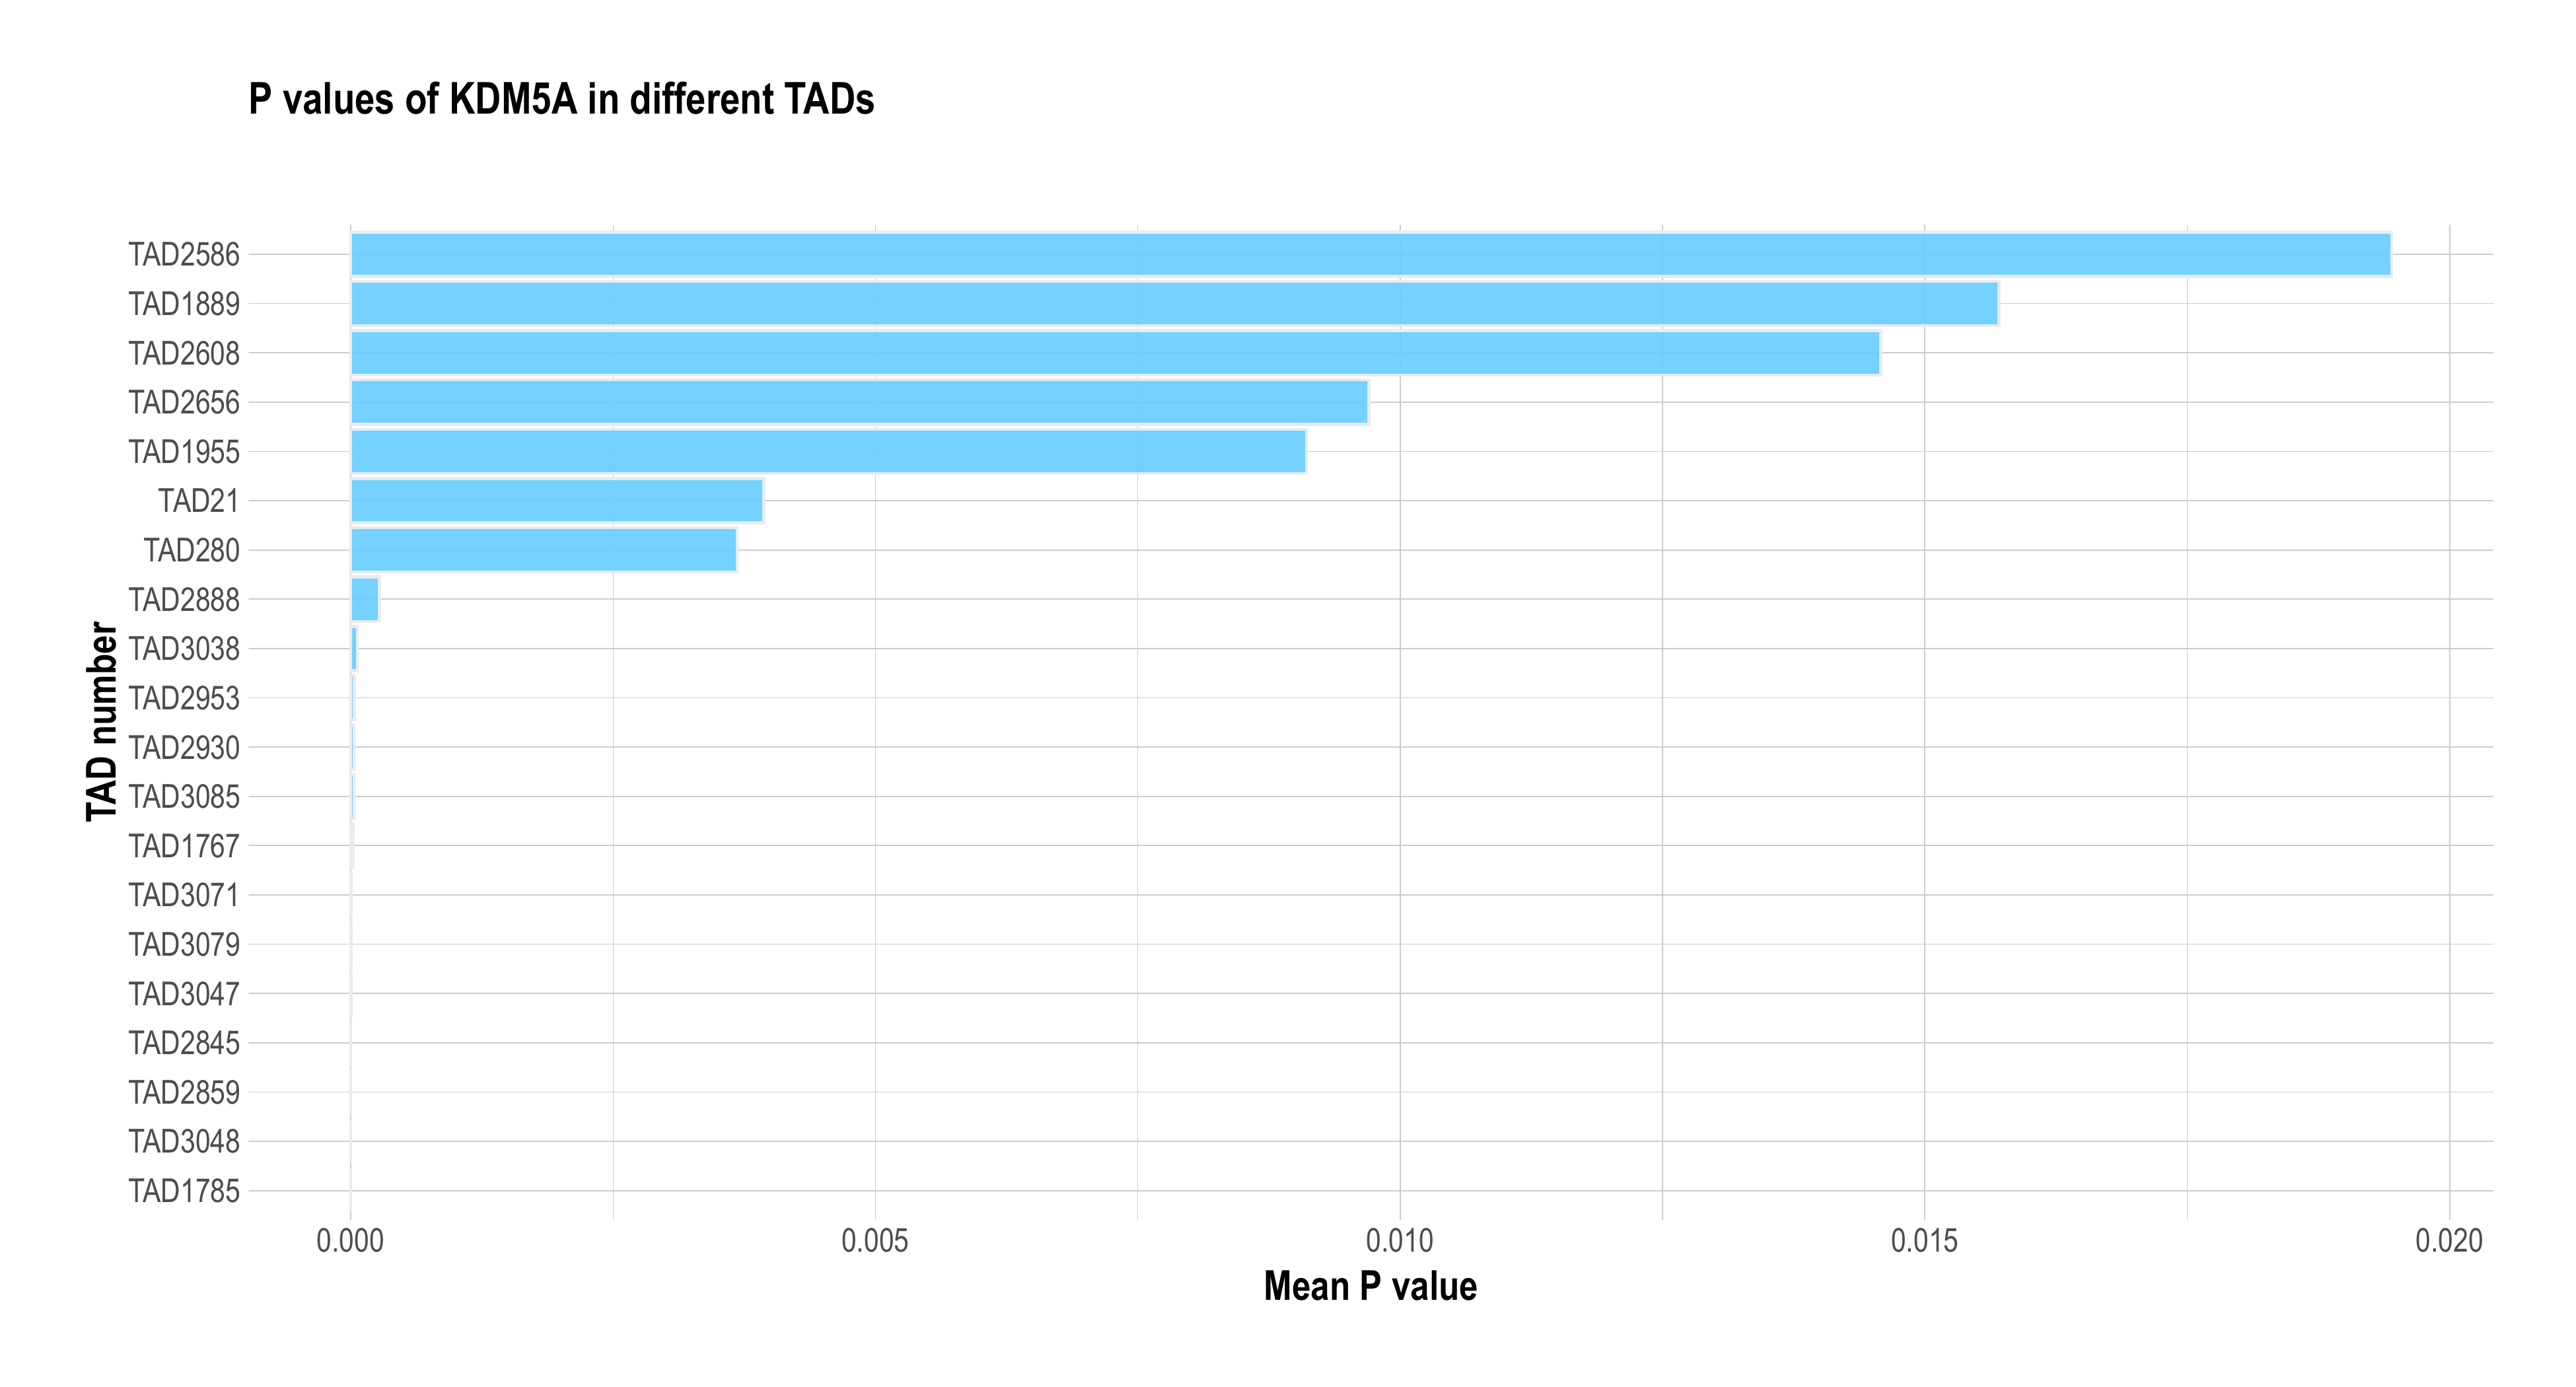 P values of KDM5A in different TADs
TAD number
TAD2586
TAD1889
TAD2608
TAD2656
TAD1955
TAD21
TAD280
TAD2888
TAD3038
TAD2953
TAD2930
TAD3085
TAD1767
TAD3071
TAD3079
TAD3047
TAD2845
TAD2859
TAD3048
TAD1785
0.000 0.005 0.010 0.015 0.020
Mean P value